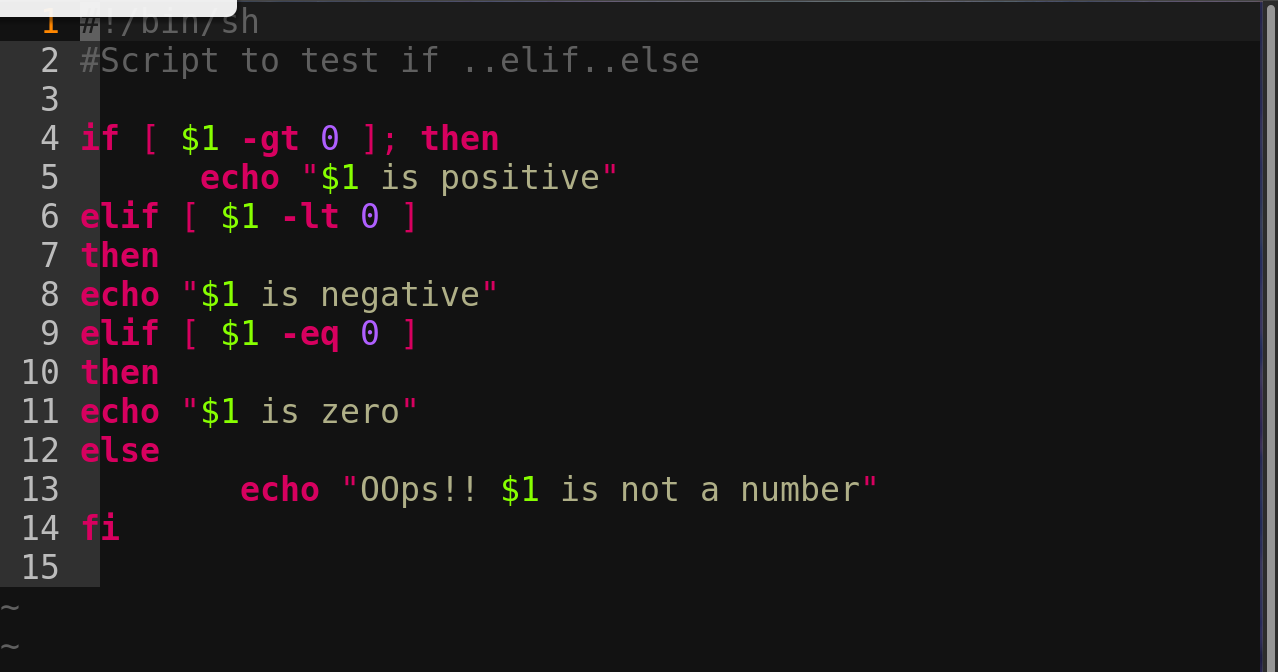 1 #!/bin/sh
2 #Script to test if ..elif..else
3
4 if [ $1 -gt 0 ]; then
5       echo "$1 is positive"
6 elif [ $1 -lt 0 ]
7 then
8 echo "$1 is negative"
9 elif [ $1 -eq 0 ]
10 then
11 echo "$1 is zero"
12 else
13         echo "OOps!! $1 is not a number"
14 fi
15
~
~